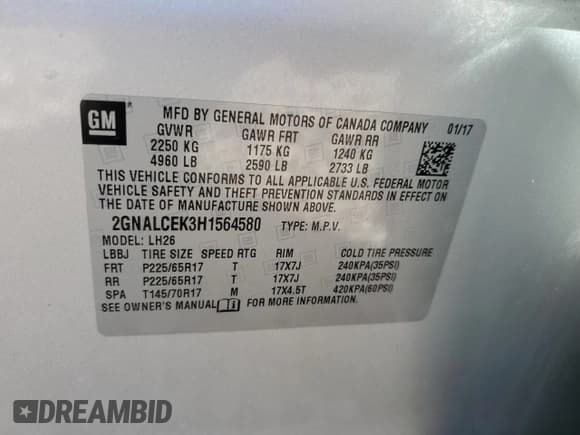 GM
MFD BY GENERAL MOTORS OF CANADA COMPANY 01/17
GVWR GAWR FRT GAWR RR
2250 KG 1175 KG 1240 KG
4960 LB 2590 LB 2733 LB
THIS VEHICLE CONFORMS TO ALL APPLICABLE U.S. FEDERAL MOTOR
VEHICLE SAFETY AND THEFT PREVENTION STANDARDS IN EFFECT ON
THE DATE OF MANUFACTURE SHOWN ABOVE.
2GNALCEK3H1564580 TYPE: M.P.V.
MODEL: LH26
LBBJ TIRE SIZE SPEED RTG RIM COLD TIRE PRESSURE
FRT P225/65R17 T 17X7J 240KPA(35PSI)
RR P225/65R17 T 17X7J 240KPA(35PSI)
SPA T145/70R17 M 17X4.5T 420KPA(60PSI)
SEE OWNER'S MANUAL FOR MORE INFORMATION.
DREAMBID